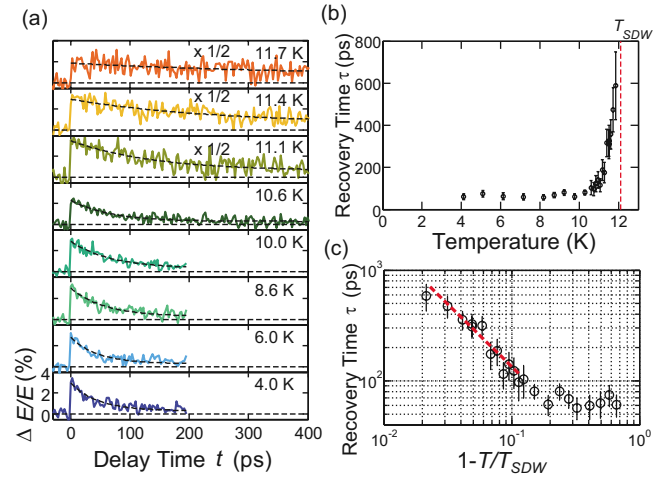 (a)
x 1/2 11.7 K
x 1/2 11.4 K
x 1/2 11.1 K
10.6 K
10.0 K
8.6 K
6.0 K
4.0 K
4
2
0
Δ E/E (%)
0 100 200 300 400
Delay Time t (ps)
(b)
T_SDW
800
600
400
200
0
Recovery Time τ (ps)
0 2 4 6 8 10 12
Temperature (K)
(c)
10^3
10^2
Recovery Time τ (ps)
10^-2 10^-1 10^0
1-T/T_SDW